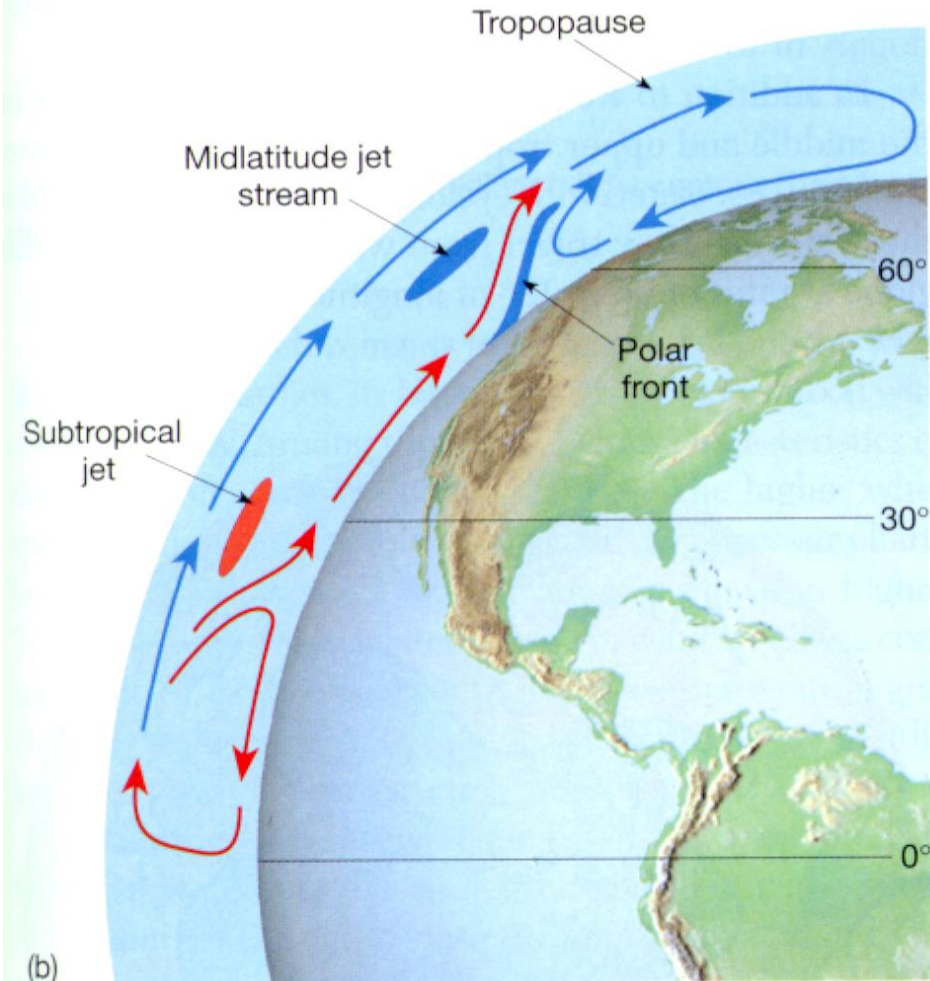 Tropopause
Midlatitude jet
stream
60°
Polar
front
Subtropical
jet
30°
0°
(b)